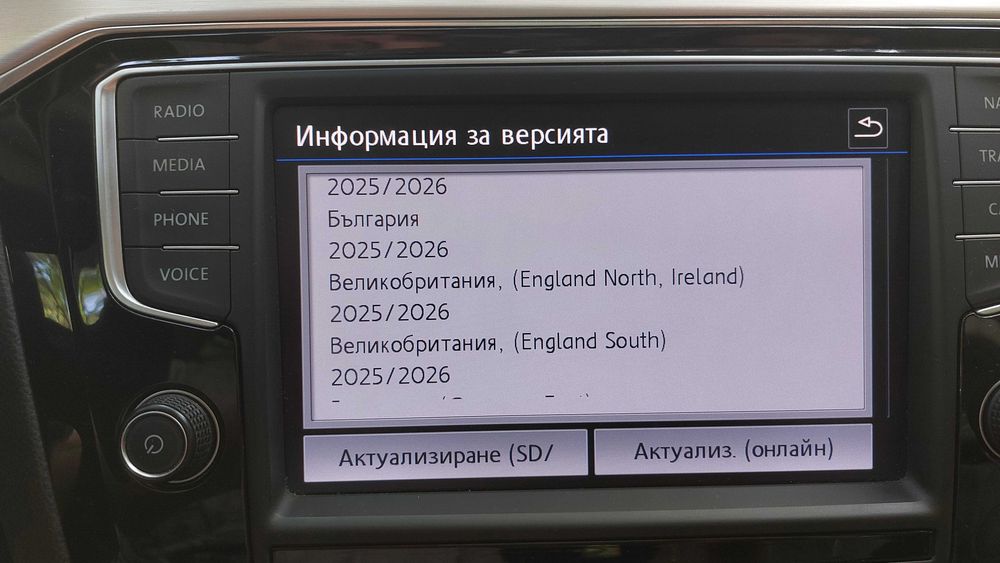 RADIO
MEDIA
PHONE
VOICE
Информация за версията
2025/2026
България
2025/2026
Великобритания, (England North, Ireland)
2025/2026
Великобритания, (England South)
2025/2026
Актуализиране (SD/
Актуализ. (онлайн)